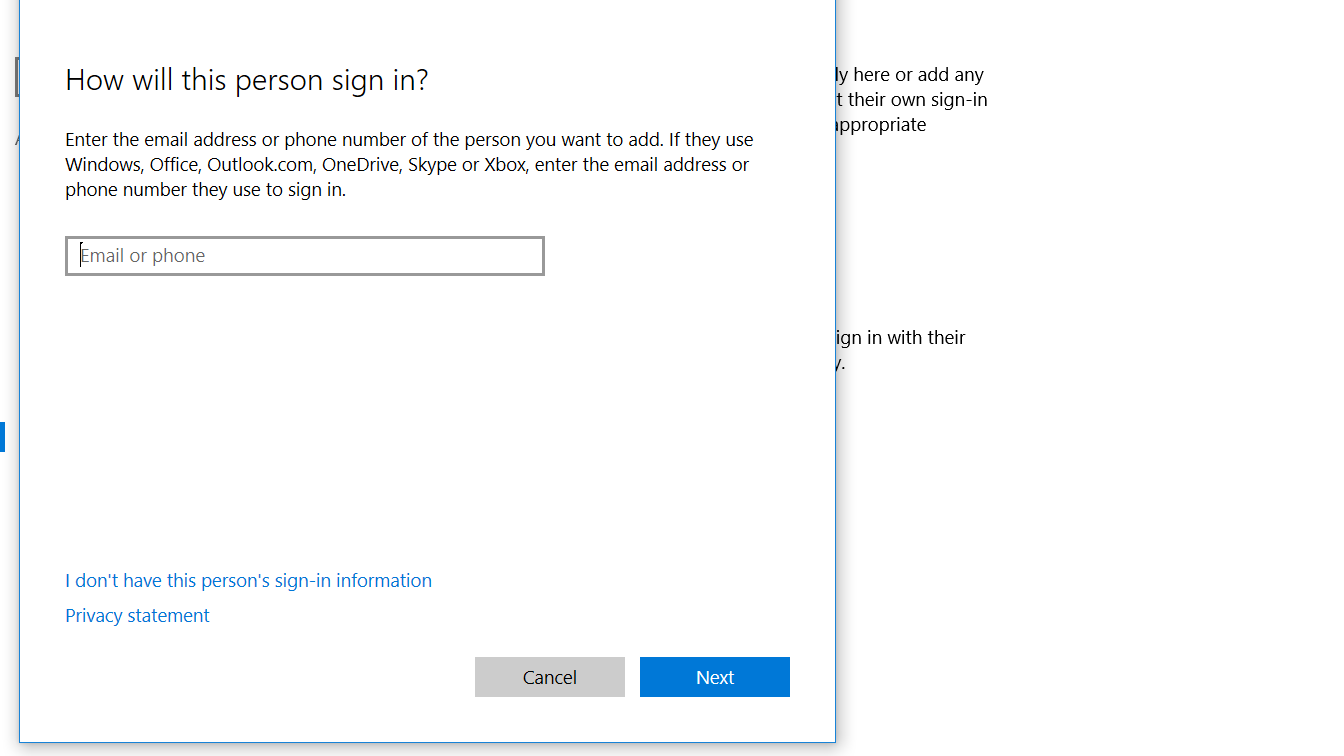 How will this person sign in?
Enter the email address or phone number of the person you want to add. If they use
Windows, Office, Outlook.com, OneDrive, Skype or Xbox, enter the email address or
phone number they use to sign in.
Email or phone
I don't have this person's sign-in information
Privacy statement
Cancel
Next
here or add any
their own sign-in
in with their